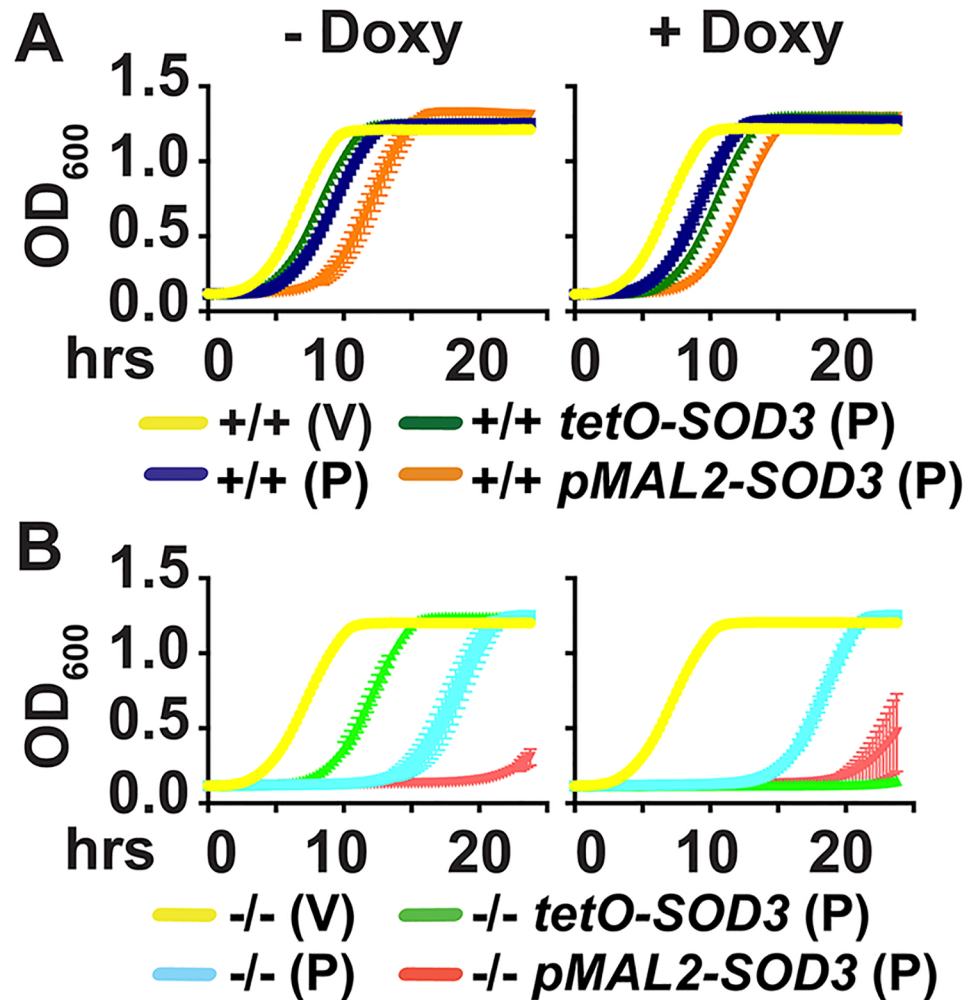 A - Doxy + Doxy
1.5
1.0
0.5
0.0
OD600
hrs 0 10 20 0 10 20
+/+ (V) +/+ tetO-SOD3 (P)
+/+ (P) +/+ pMAL2-SOD3 (P)
B
1.5
1.0
0.5
0.0
OD600
hrs 0 10 20 0 10 20
-/- (V) -/- tetO-SOD3 (P)
-/- (P) -/- pMAL2-SOD3 (P)